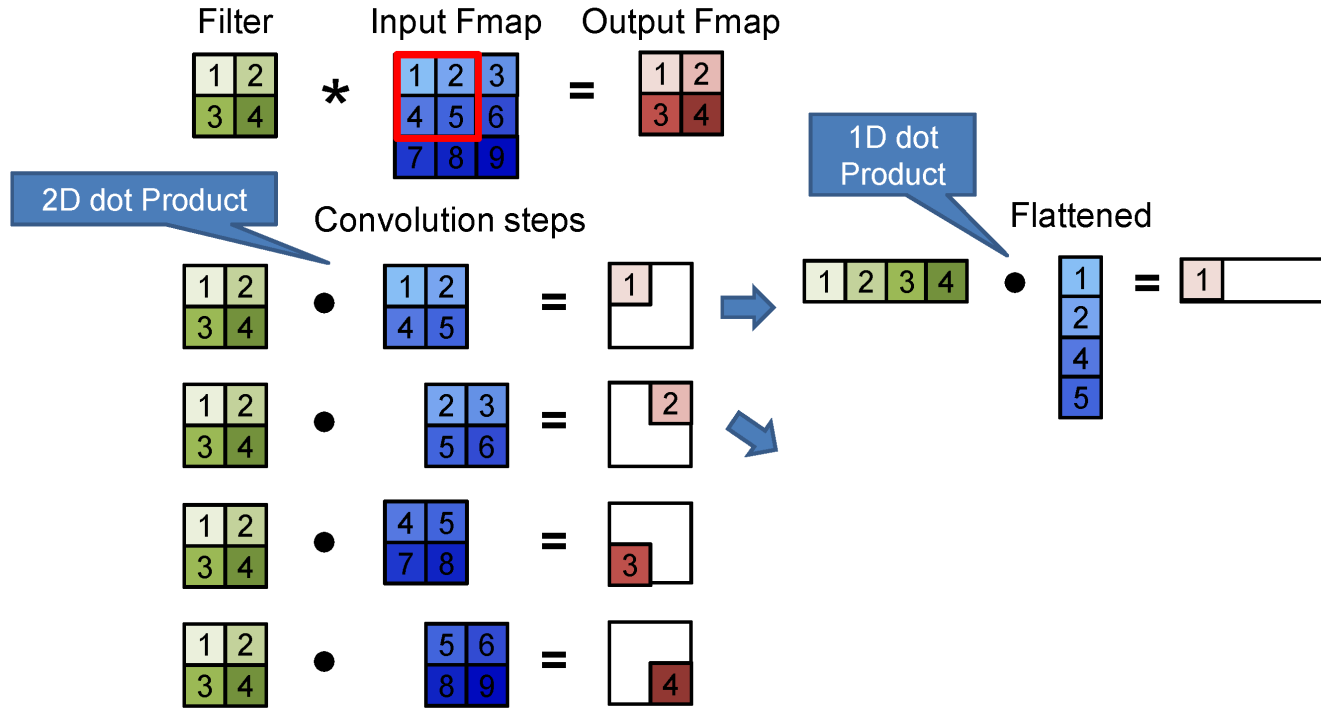 Filter Input Fmap Output Fmap
1 2 * 1 2 3 = 1 2
3 4 4 5 6 3 4
7 8 9
1D dot
Product
2D dot Product
Convolution steps
Flattened
1 2 • 1 2 = 1
3 4 4 5
1 2 3 4 • 1 = 1
2
4
5
1 2 • 2 3 = 2
3 4 5 6
1 2 • 4 5 =
3 4 7 8 3
1 2 • 5 6 =
3 4 8 9 4